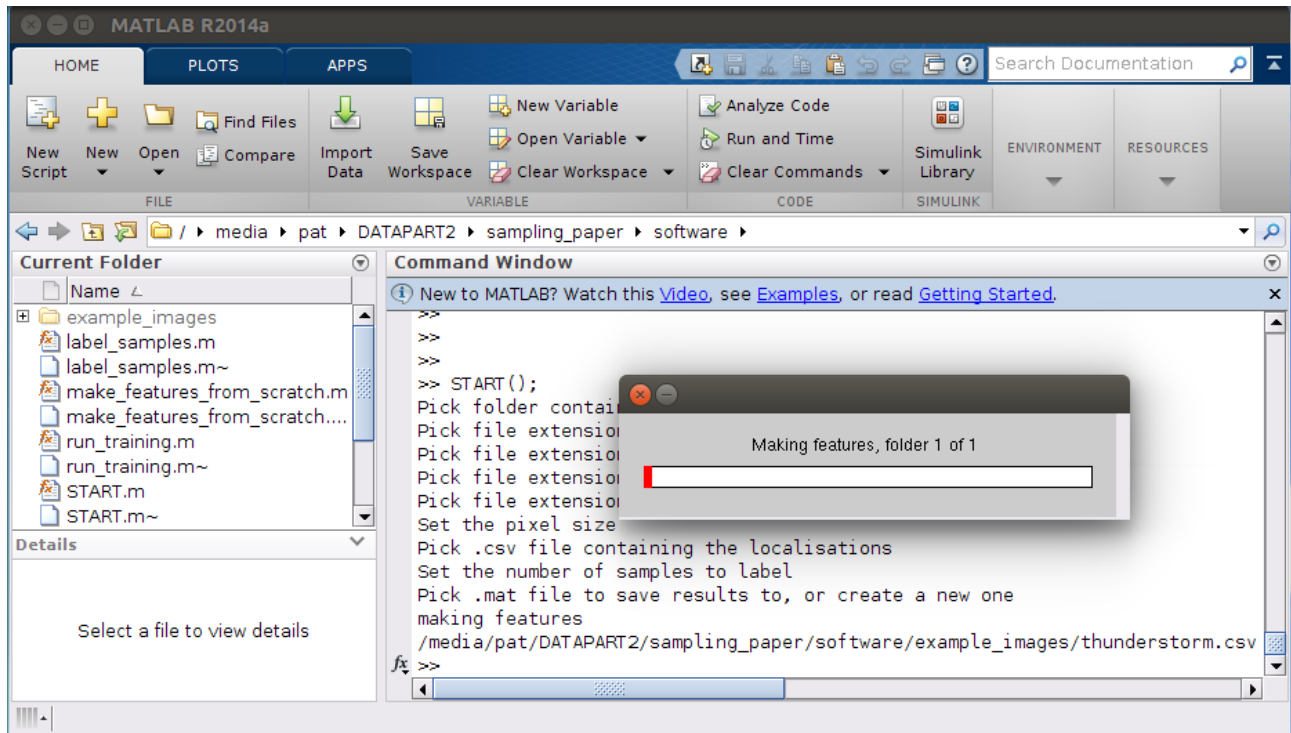 MATLAB R2014a
HOME PLOTS APPS Search Documentation
New Script New Open Find Files Compare Import Data Save Workspace New Variable Open Variable Clear Workspace Analyze Code Run and Time Clear Commands Simulink Library ENVIRONMENT RESOURCES
FILE VARIABLE CODE SIMULINK
/ media pat DATAPART2 sampling_paper software
Current Folder
Name
example_images
label_samples.m
label_samples.m~
make_features_from_scratch.m
make_features_from_scratch....
run_training.m
run_training.m~
START.m
START.m~
Details
Select a file to view details
Command Window
New to MATLAB? Watch this Video, see Examples, or read Getting Started.
>>
>>
>>
>> START();
Pick folder contai
Pick file extensio
Pick file extensio
Pick file extensio
Pick file extensio
Set the pixel size
Pick .csv file containing the localisations
Set the number of samples to label
Pick .mat file to save results to, or create a new one
making features
/media/pat/DATAPART2/sampling_paper/software/example_images/thunderstorm.csv
fx >>
Making features, folder 1 of 1